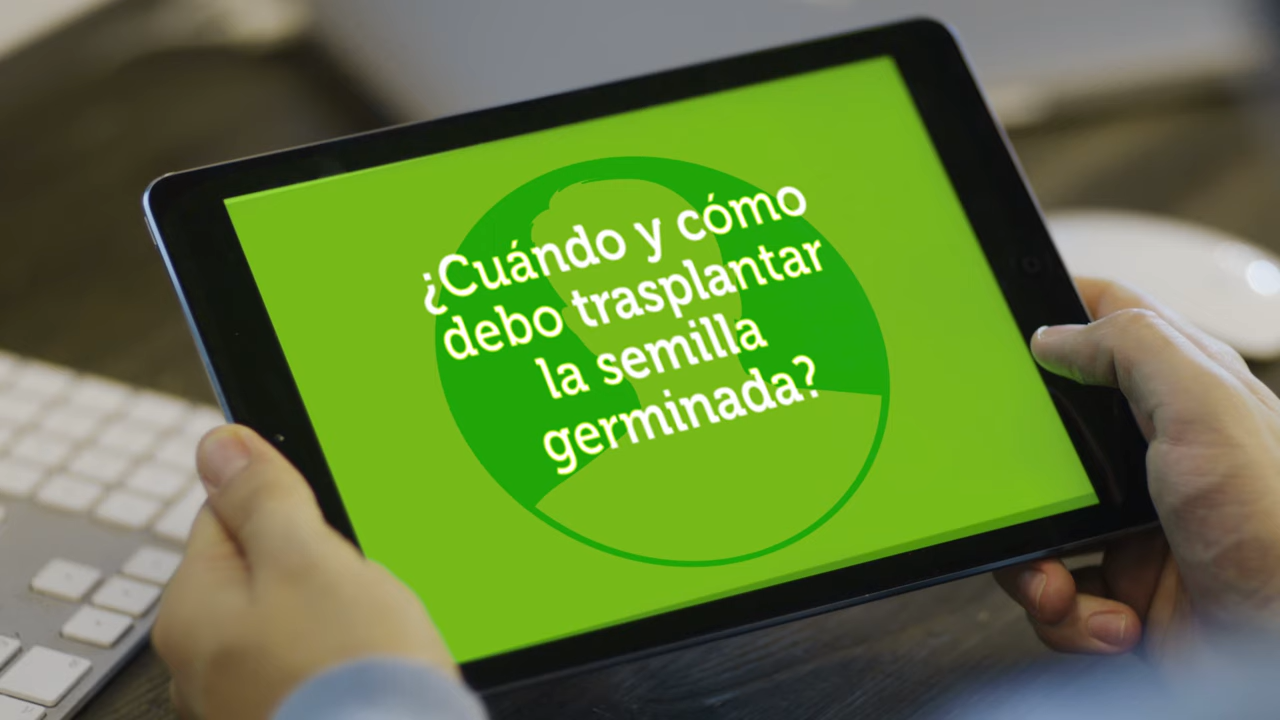 ¿Cuándo y cómo
debo trasplantar
la semilla
germinada?